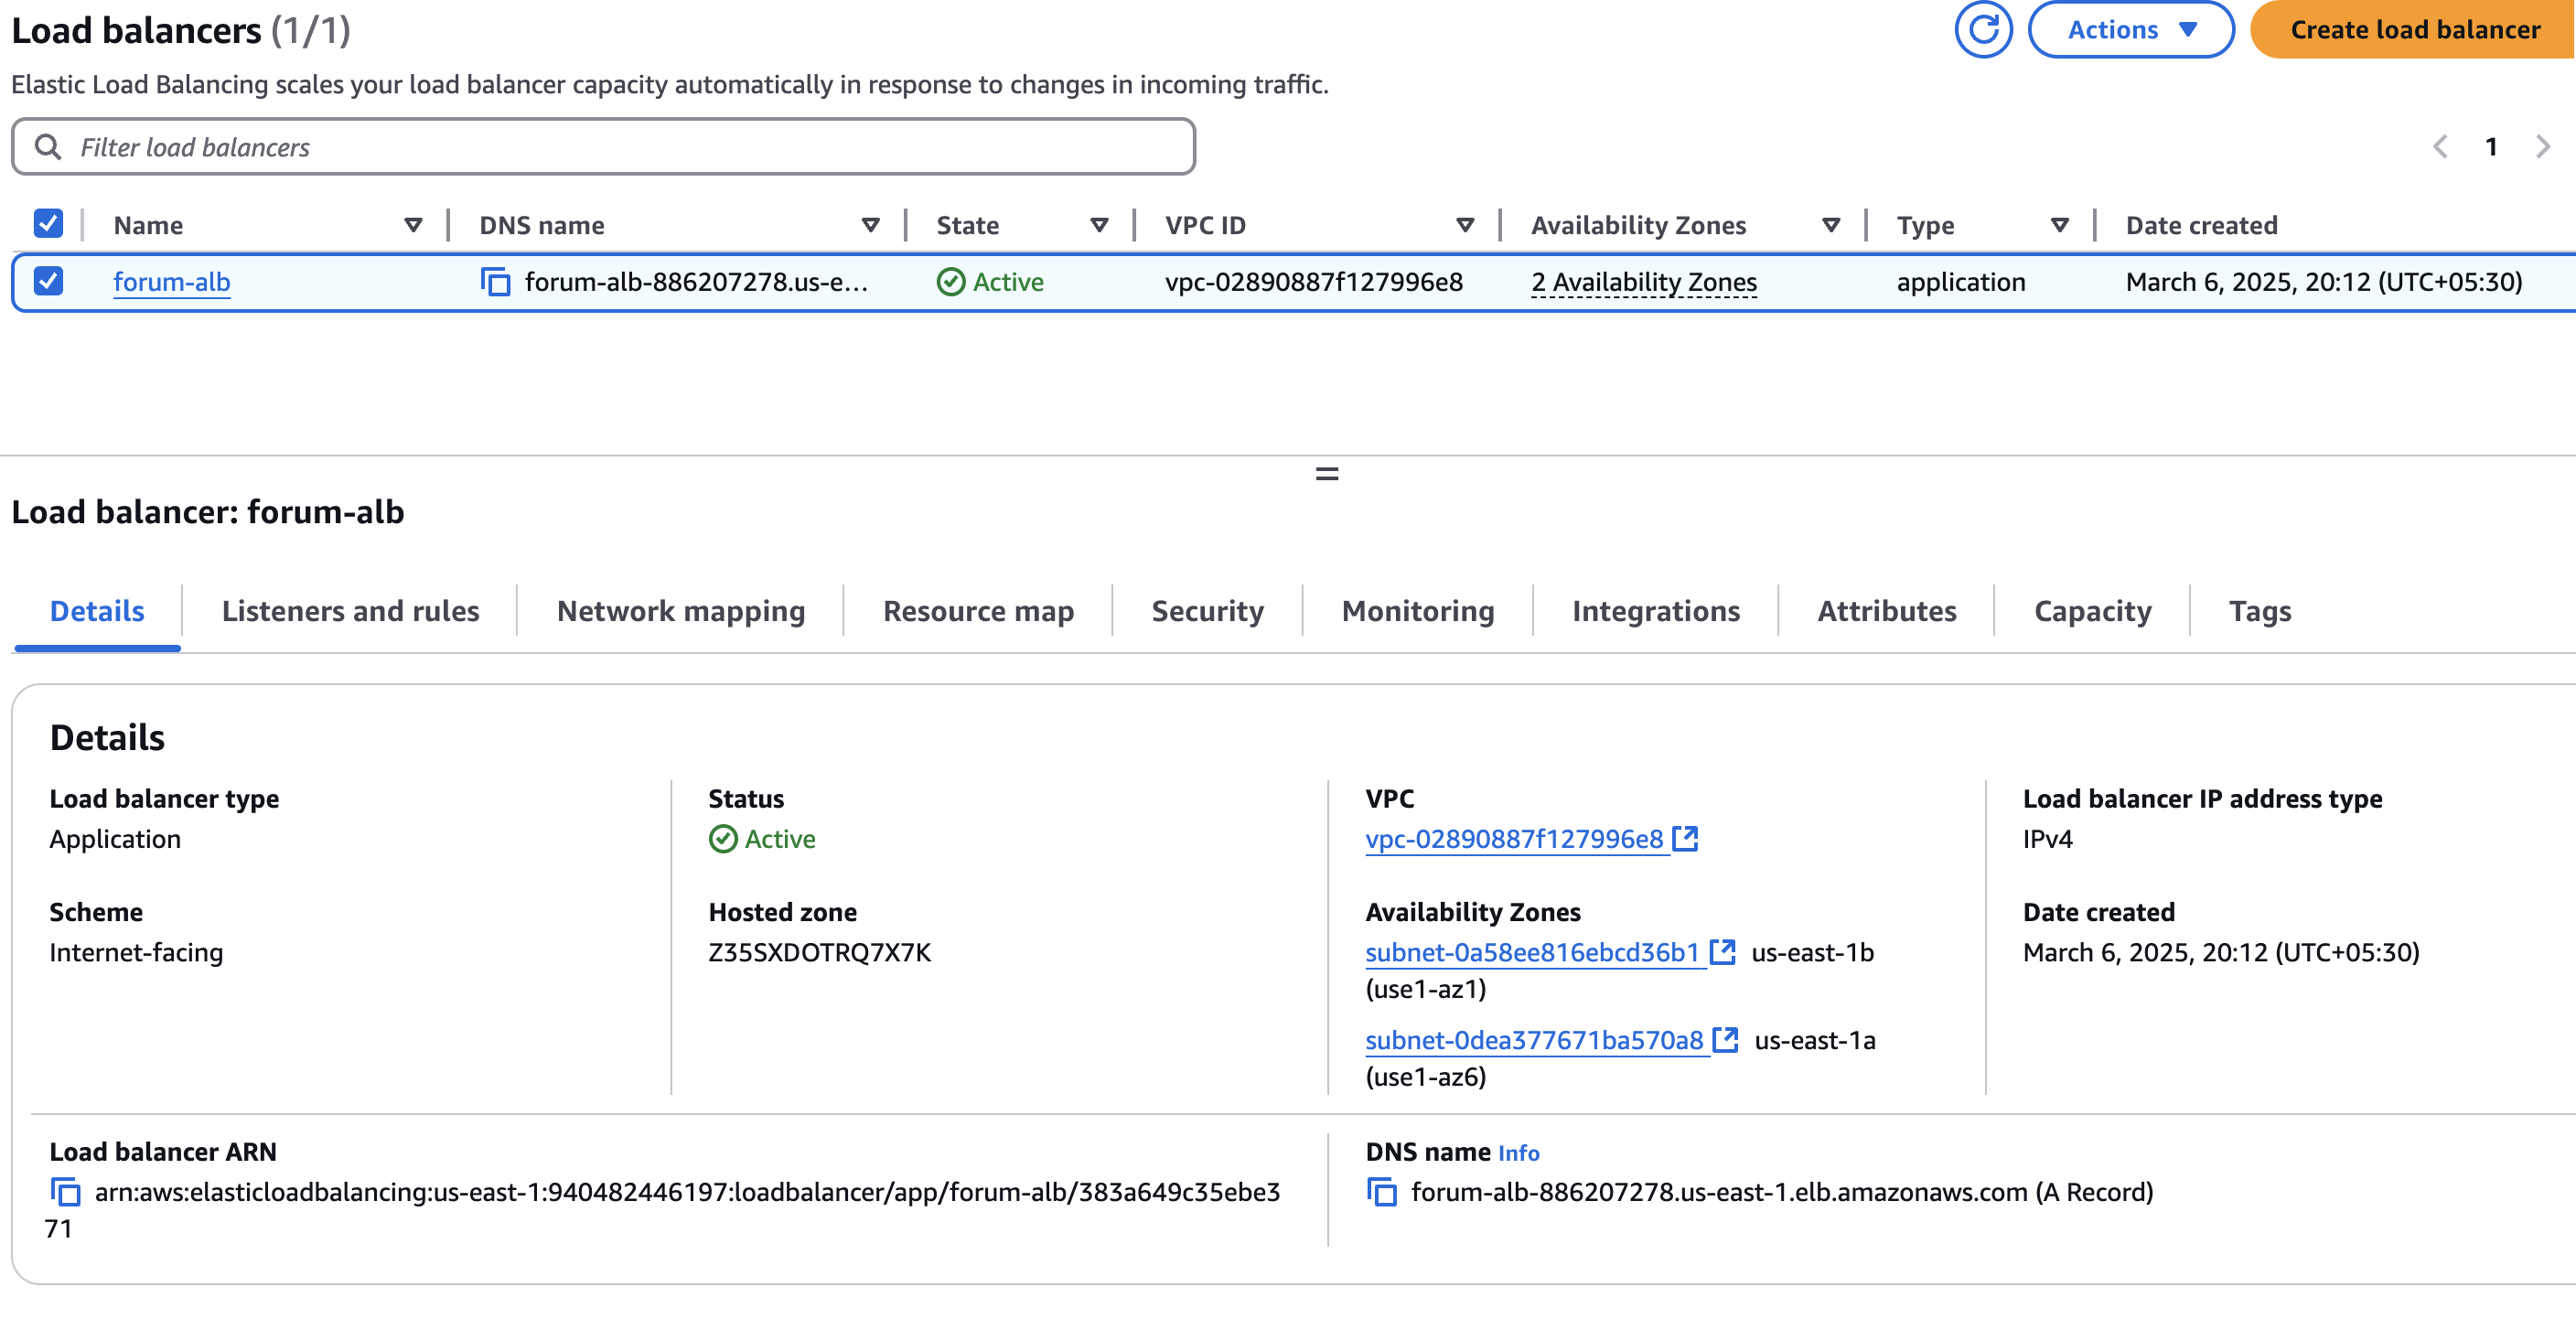 Load balancers (1/1)
Actions
Create load balancer
Elastic Load Balancing scales your load balancer capacity automatically in response to changes in incoming traffic.
Filter load balancers
1
Name DNS name State VPC ID Availability Zones Type Date created
forum-alb forum-alb-886207278.us-e... Active vpc-02890887f127996e8 2 Availability Zones application March 6, 2025, 20:12 (UTC+05:30)
Load balancer: forum-alb
Details Listeners and rules Network mapping Resource map Security Monitoring Integrations Attributes Capacity Tags
Details
Load balancer type
Application
Scheme
Internet-facing
Status
Active
Hosted zone
Z35SXDOTRQ7X7K
VPC
vpc-02890887f127996e8
Availability Zones
subnet-0a58ee816ebcd36b1 us-east-1b
(use1-az1)
subnet-0dea377671ba570a8 us-east-1a
(use1-az6)
Load balancer IP address type
IPv4
Date created
March 6, 2025, 20:12 (UTC+05:30)
Load balancer ARN
arn:aws:elasticloadbalancing:us-east-1:940482446197:loadbalancer/app/forum-alb/383a649c35ebe3
71
DNS name Info
forum-alb-886207278.us-east-1.elb.amazonaws.com (A Record)